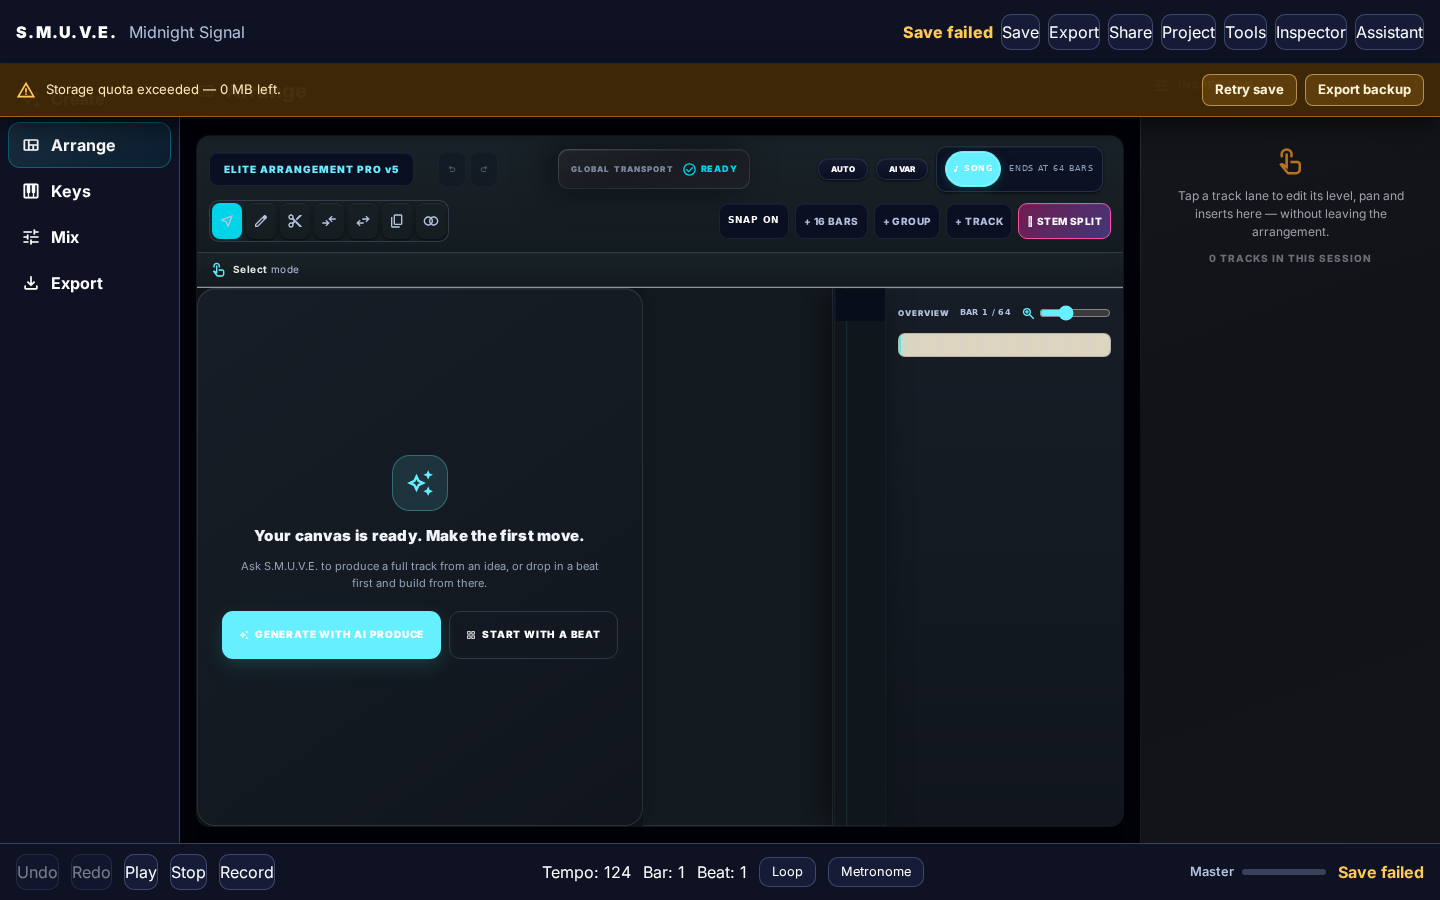 S.M.U.V.E. Midnight Signal
Save failed Save Export Share Project Tools Inspector Assistant
Storage quota exceeded — 0 MB left.
Retry save Export backup
Create
Arrange
Keys
Mix
Export
ELITE ARRANGEMENT PRO v5
GLOBAL TRANSPORT READY
AUTO AI VAR SONG ENDS AT 64 BARS
SNAP ON + 16 BARS + GROUP + TRACK STEM SPLIT
Select mode
OVERVIEW BAR 1 / 64
Your canvas is ready. Make the first move.
Ask S.M.U.V.E. to produce a full track from an idea, or drop in a beat
first and build from there.
GENERATE WITH AI PRODUCE START WITH A BEAT
Tap a track lane to edit its level, pan and
inserts here — without leaving the
arrangement.
0 TRACKS IN THIS SESSION
Undo Redo Play Stop Record
Tempo: 124 Bar: 1 Beat: 1 Loop Metronome
Master Save failed